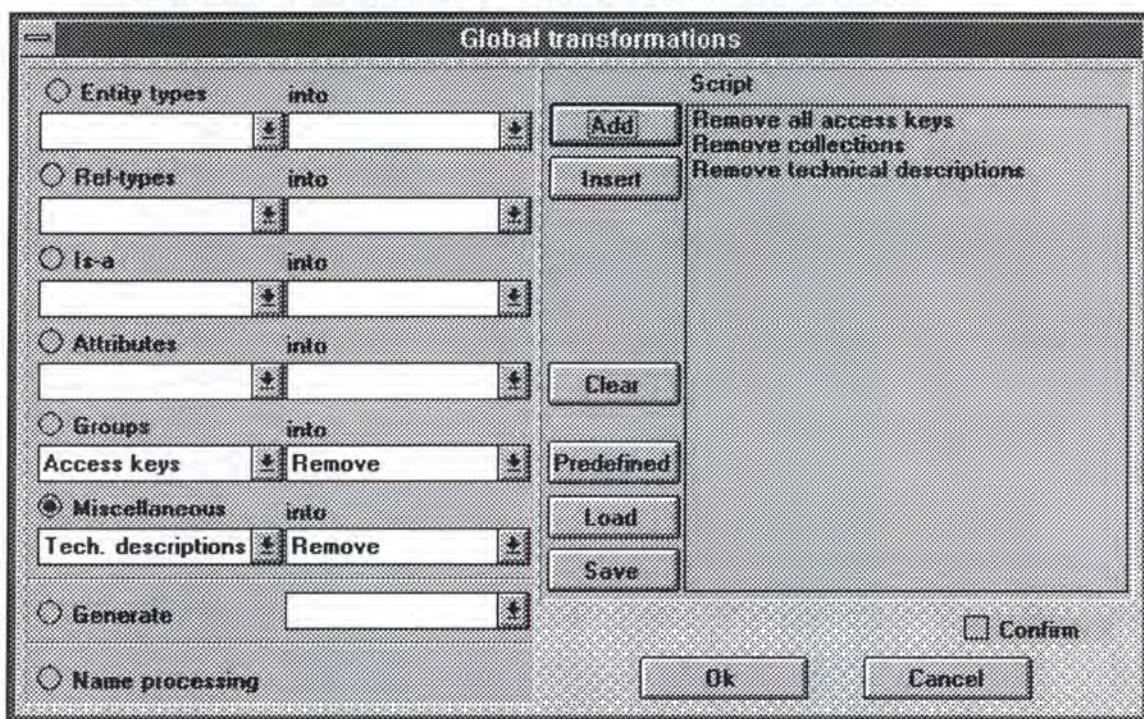 Global transformations
Entity types into
Rel-types into
Is-a into
Attributes into
Groups into
Access keys Remove
Miscellaneous into
Tech. descriptions Remove
Generate
Name processing
Add
Insert
Clear
Predefined
Load
Save
Script
Remove all access keys
Remove collections
Remove technical descriptions
Confirm
Ok Cancel